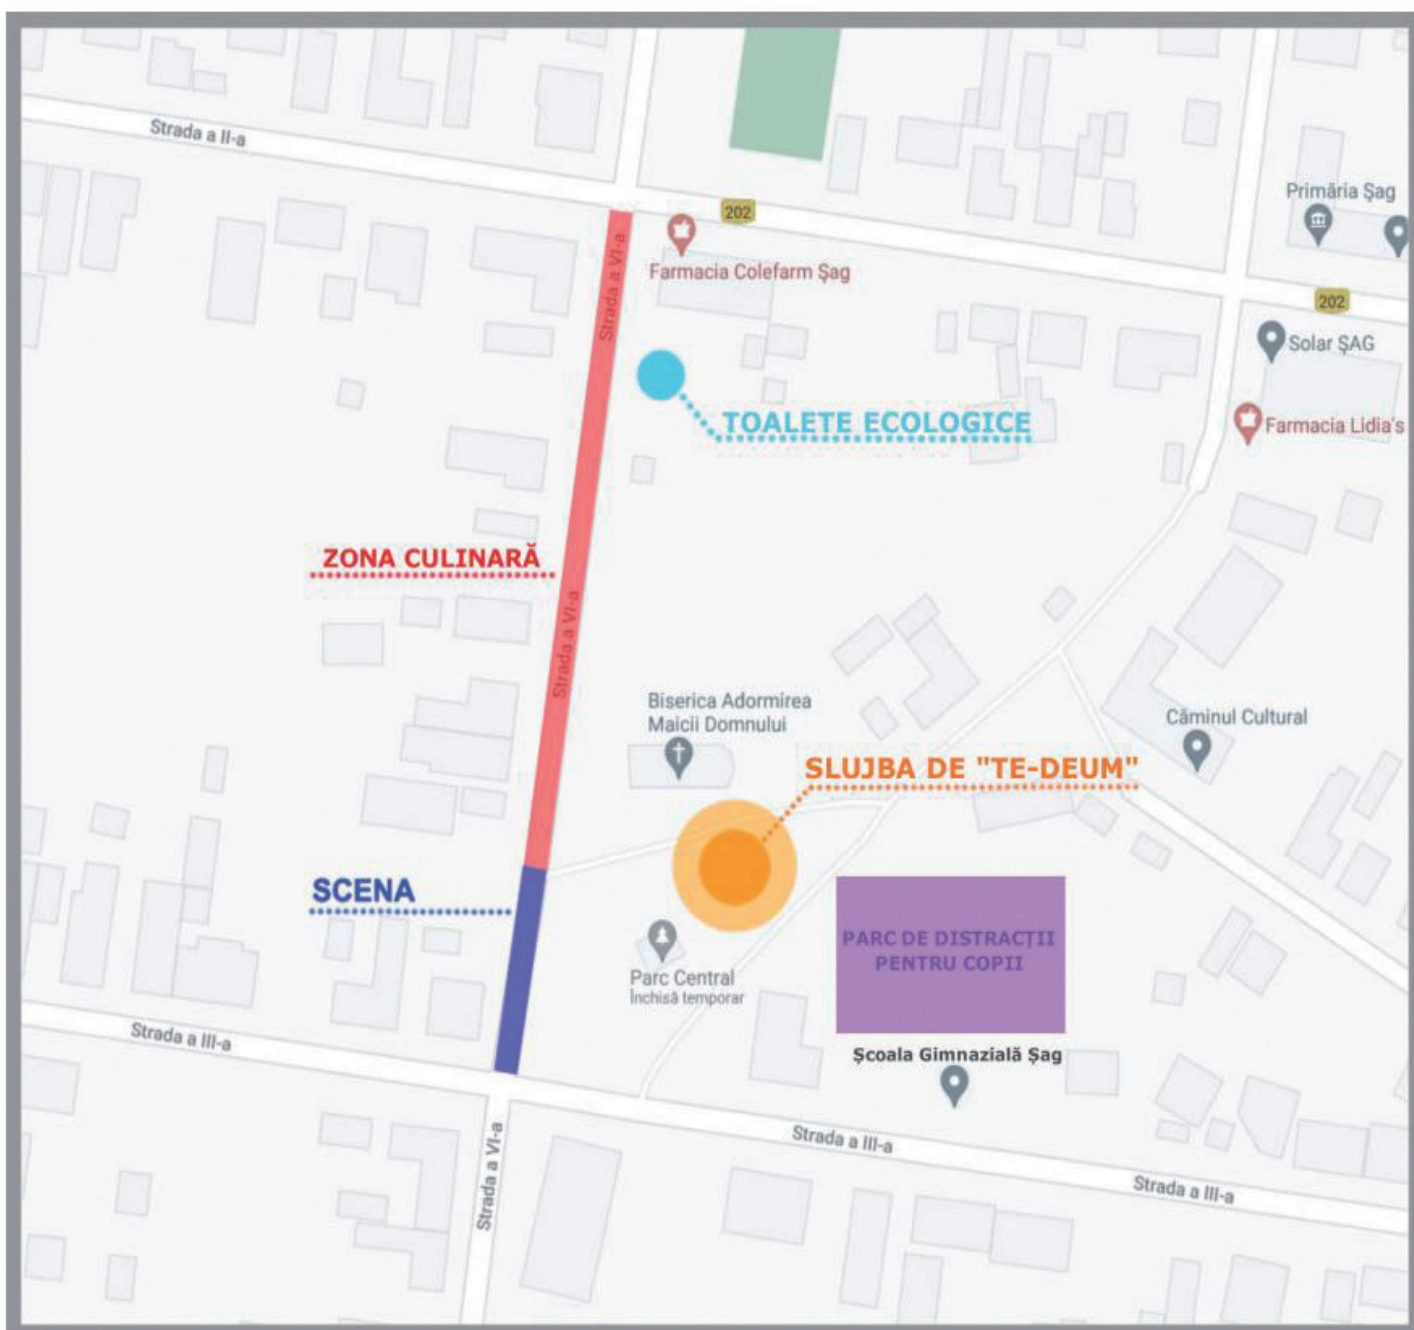 Strada a II-a
202
Primăria Şag
Strada a VI-a
Farmacia Colefarm Şag
202
Solar ŞAG
TOALETE ECOLOGICE
Farmacia Lidia's
ZONA CULINARĂ
Strada a VI-a
Biserica Adormirea
Maicii Domnului
Căminul Cultural
SLUJBA DE "TE-DEUM"
SCENA
PARC DE DISTRACŢII
PENTRU COPII
Parc Central
Închisă temporar
Strada a III-a
Şcoala Gimnazială Şag
Strada a III-a
Strada a VI-a
Strada a III-a